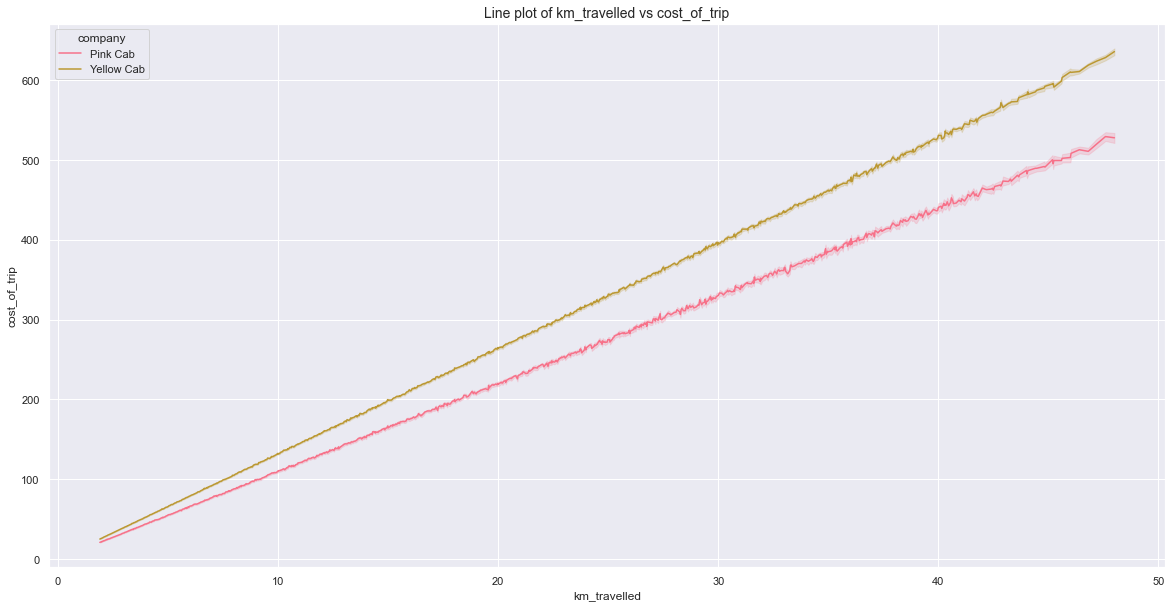 Line plot of km_travelled vs cost_of_trip
company
Pink Cab
Yellow Cab
600
500
400
300
200
100
0
cost_of_trip
0 10 20 30 40 50
km_travelled